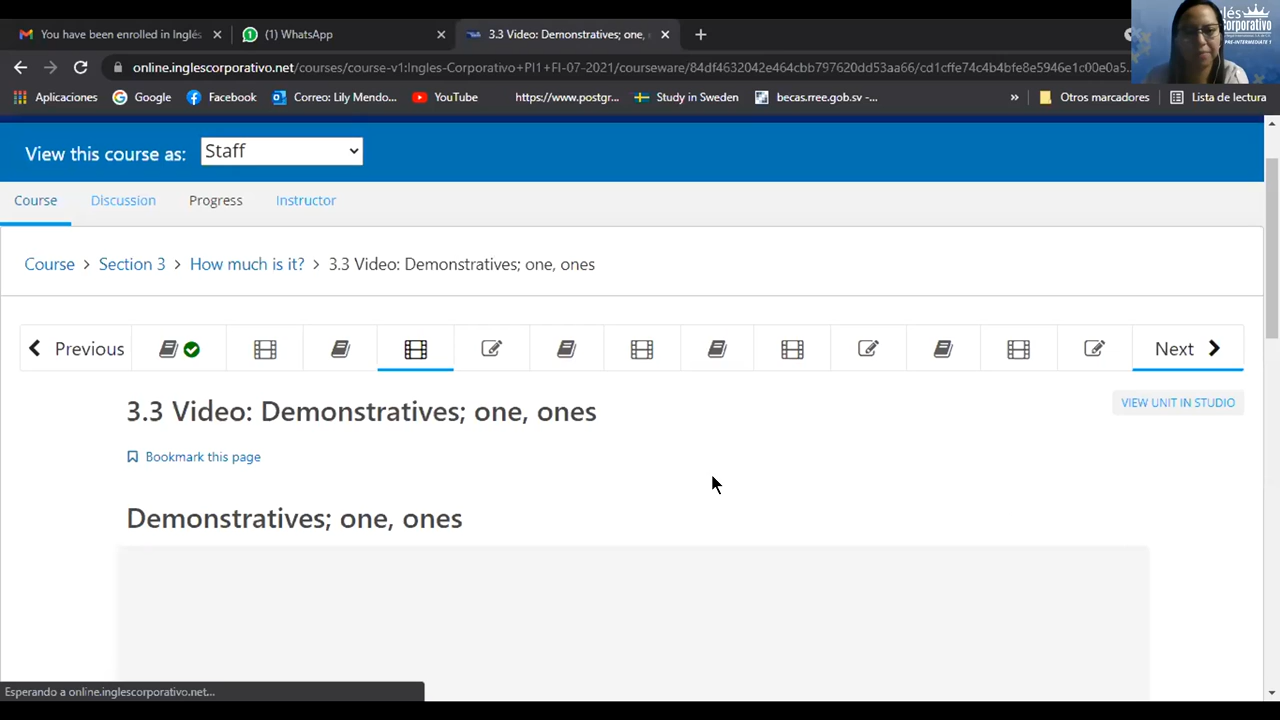 You have been enrolled in Inglés
(1) WhatsApp
3.3 Video: Demonstratives; one,
online.inglescorporativo.net/courses/course-v1:Ingles-Corporativo+PI1+FI-07-2021/courseware/84df4632042e464cbb797620dd53aa66/cd1cffe74c4b4bfe8e5946e1c00e0a5...
Corporativo
PRE-INTERMEDIATE 1
Aplicaciones
Google
Facebook
Correo: Lily Mendo...
YouTube
https://www.postgr...
Study in Sweden
becas.rree.gob.sv -...
»
Otros marcadores
Lista de lectura
View this course as: Staff
Course Discussion Progress Instructor
Course > Section 3 > How much is it? > 3.3 Video: Demonstratives; one, ones
Previous
Next
3.3 Video: Demonstratives; one, ones
VIEW UNIT IN STUDIO
Bookmark this page
Demonstratives; one, ones
Esperando a online.inglescorporativo.net...